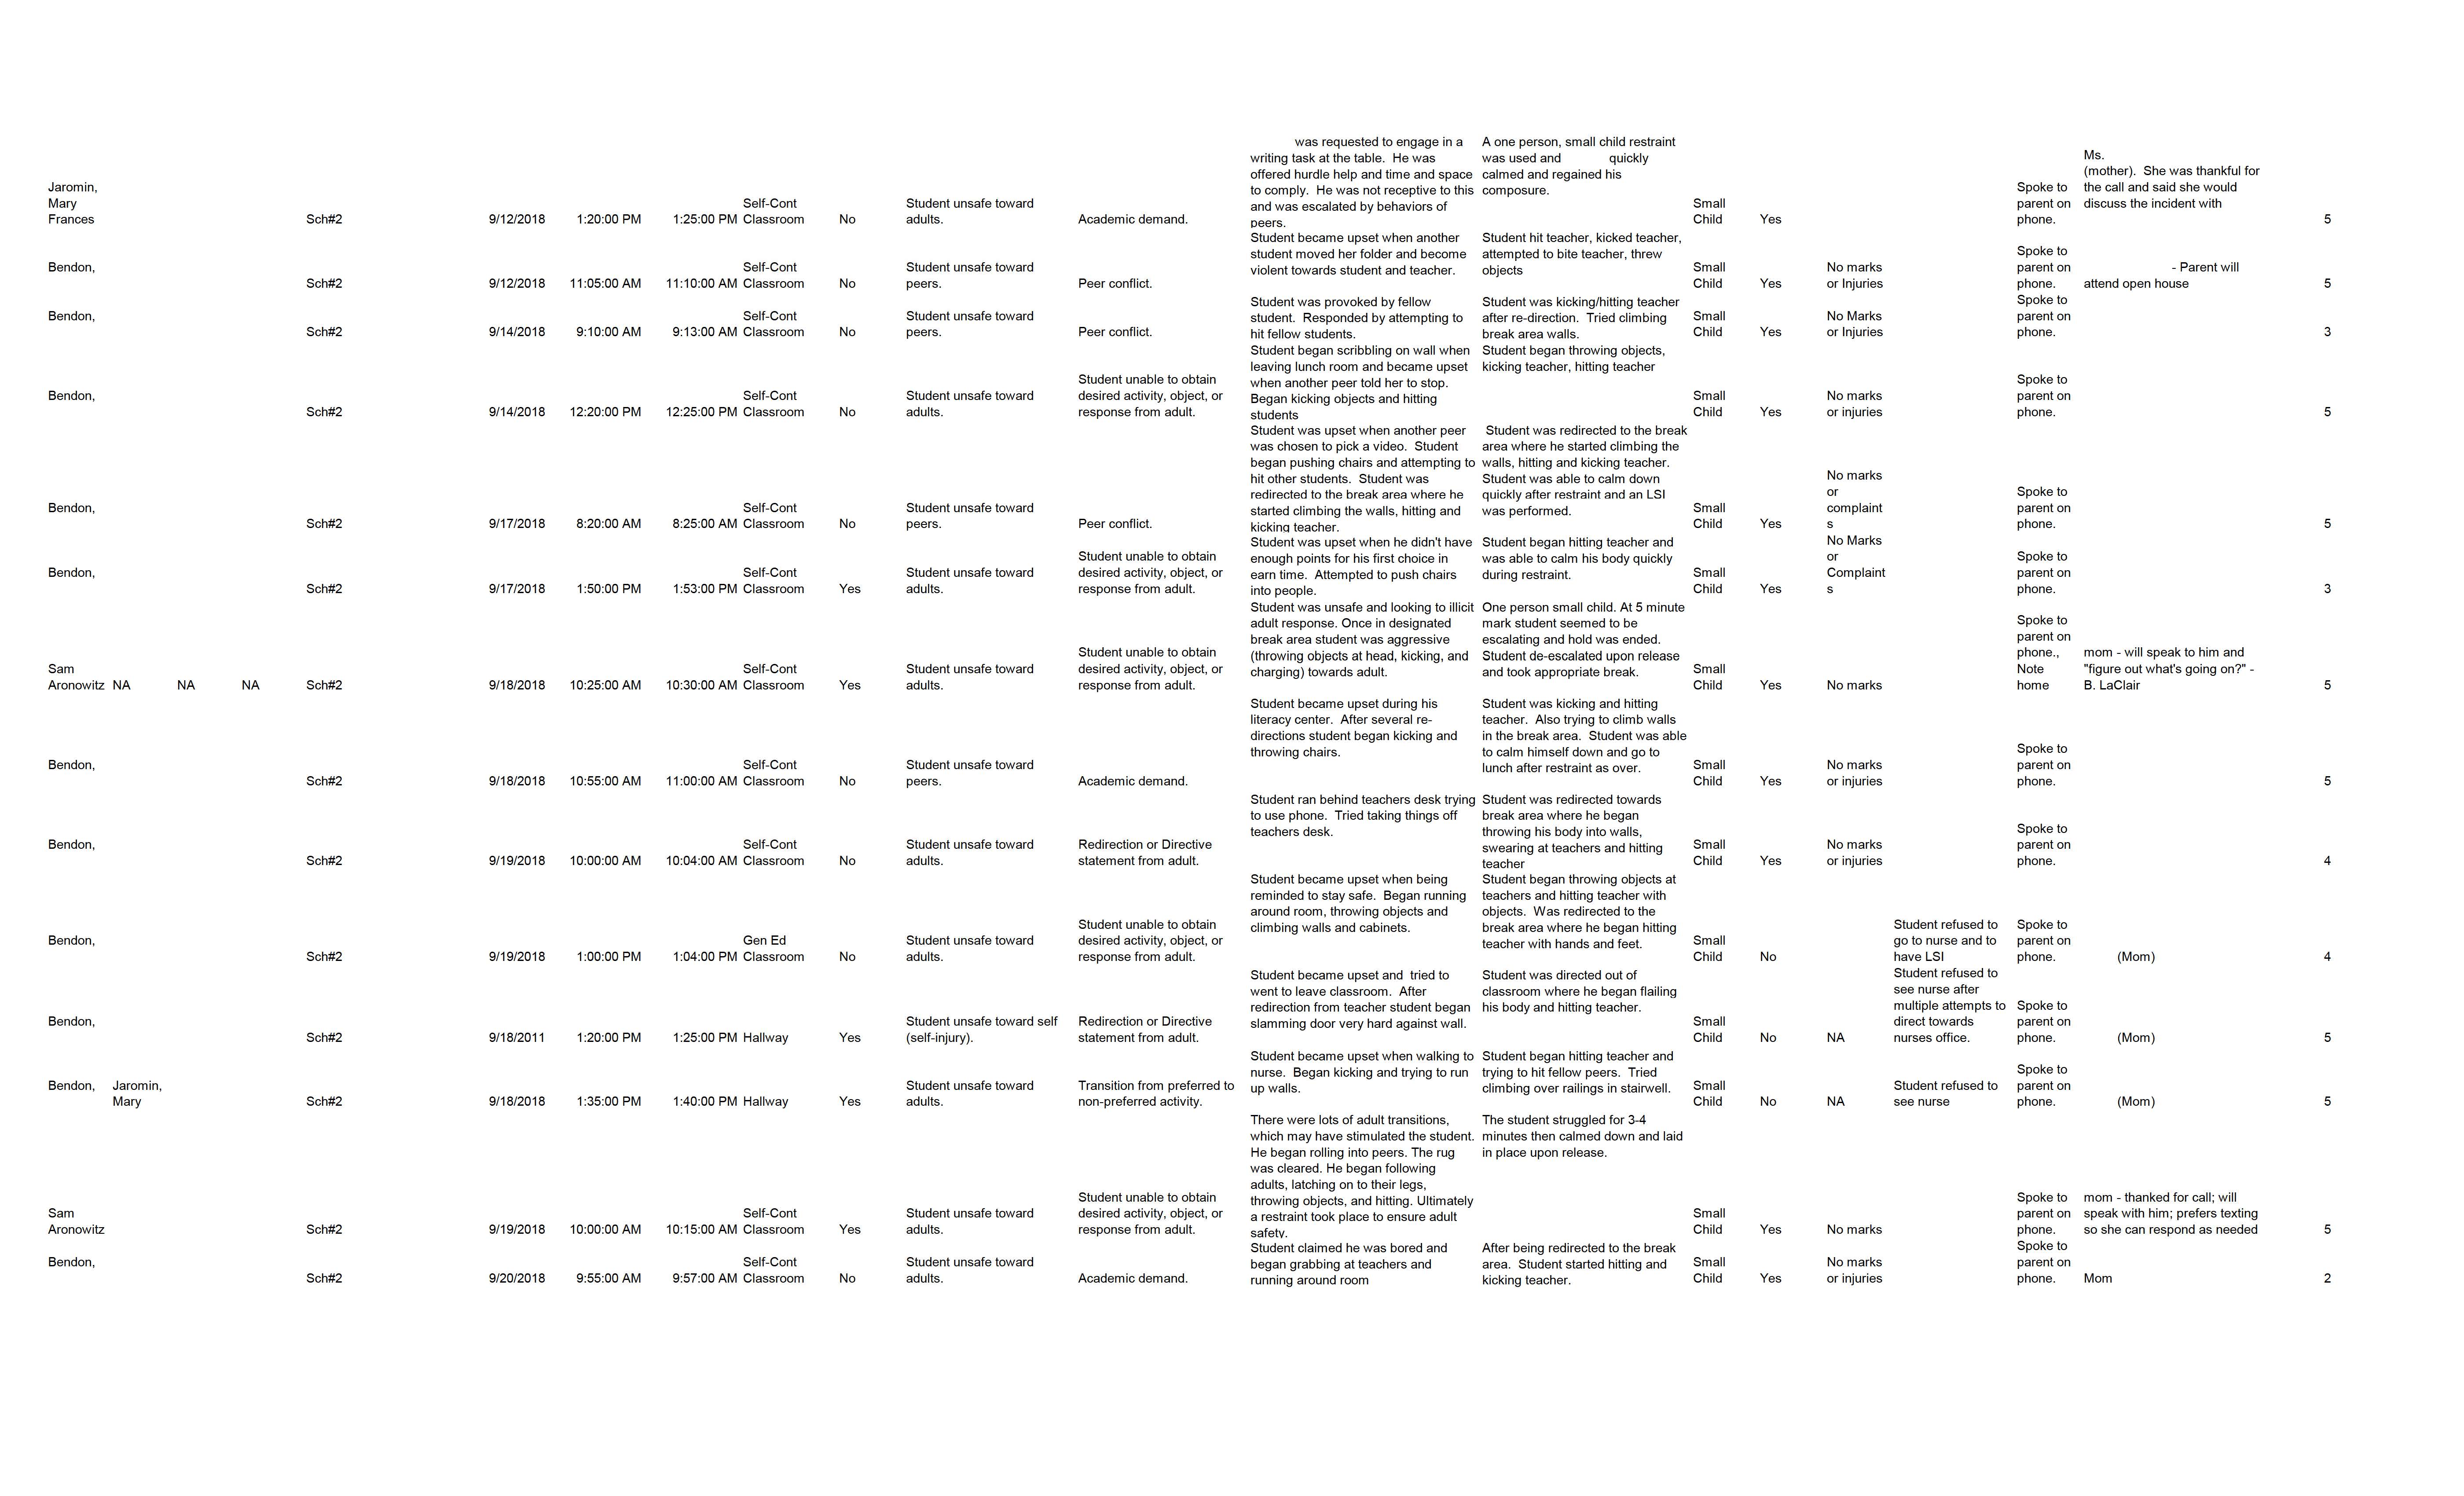 Jaromin, Mary Frances Sch#2 9/12/2018 1:20:00 PM 1:25:00 PM Self-Cont Classroom No Student unsafe toward adults. Academic demand. was requested to engage in a writing task at the table. He was offered hurdle help and time and space to comply. He was not receptive to this and was escalated by behaviors of peers. A one person, small child restraint was used and quickly calmed and regained his composure. Small Child Yes Spoke to parent on phone. Ms. (mother). She was thankful for the call and said she would discuss the incident with 5
Bendon, Sch#2 9/12/2018 11:05:00 AM 11:10:00 AM Self-Cont Classroom No Student unsafe toward peers. Peer conflict. Student became upset when another student moved her folder and become violent towards student and teacher. Student hit teacher, kicked teacher, attempted to bite teacher, threw objects Small Child Yes No marks or Injuries Spoke to parent on phone. - Parent will attend open house 5
Bendon, Sch#2 9/14/2018 9:10:00 AM 9:13:00 AM Self-Cont Classroom No Student unsafe toward peers. Peer conflict. Student was provoked by fellow student. Responded by attempting to hit fellow students. Student was kicking/hitting teacher after re-direction. Tried climbing break area walls. Small Child Yes No Marks or Injuries Spoke to parent on phone. 3
Bendon, Sch#2 9/14/2018 12:20:00 PM 12:25:00 PM Self-Cont Classroom No Student unsafe toward adults. Student unable to obtain desired activity, object, or response from adult. Student began scribbling on wall when leaving lunch room and became upset when another peer told her to stop. Began kicking objects and hitting students Student began throwing objects, kicking teacher, hitting teacher Small Child Yes No marks or injuries Spoke to parent on phone. 5
Bendon, Sch#2 9/17/2018 8:20:00 AM 8:25:00 AM Self-Cont Classroom No Student unsafe toward peers. Peer conflict. Student was upset when another peer was chosen to pick a video. Student began pushing chairs and attempting to hit other students. Student was redirected to the break area where he started climbing the walls, hitting and kicking teacher. Student was redirected to the break area where he started climbing the walls, hitting and kicking teacher. Student was able to calm down quickly after restraint and an LSI was performed. Small Child Yes No marks or complaint s Spoke to parent on phone. 5
Bendon, Sch#2 9/17/2018 1:50:00 PM 1:53:00 PM Self-Cont Classroom Yes Student unsafe toward adults. Student unable to obtain desired activity, object, or response from adult. Student was upset when he didn't have enough points for his first choice in earn time. Attempted to push chairs into people. Student began hitting teacher and was able to calm his body quickly during restraint. Small Child Yes No Marks or Complaint s Spoke to parent on phone. 3
Sam Aronowitz NA NA NA Sch#2 9/18/2018 10:25:00 AM 10:30:00 AM Self-Cont Classroom Yes Student unsafe toward adults. Student unable to obtain desired activity, object, or response from adult. Student was unsafe and looking to illicit adult response. Once in designated break area student was aggressive (throwing objects at head, kicking, and charging) towards adult. One person small child. At 5 minute mark student seemed to be escalating and hold was ended. Student de-escalated upon release and took appropriate break. Small Child Yes No marks Spoke to parent on phone., Note home mom - will speak to him and "figure out what's going on?" - B. LaClair 5
Bendon, Sch#2 9/18/2018 10:55:00 AM 11:00:00 AM Self-Cont Classroom No Student unsafe toward peers. Academic demand. Student became upset during his literacy center. After several re-directions student began kicking and throwing chairs. Student was kicking and hitting teacher. Also trying to climb walls in the break area. Student was able to calm himself down and go to lunch after restraint as over. Small Child Yes No marks or injuries Spoke to parent on phone. 5
Bendon, Sch#2 9/19/2018 10:00:00 AM 10:04:00 AM Self-Cont Classroom No Student unsafe toward adults. Redirection or Directive statement from adult. Student ran behind teachers desk trying to use phone. Tried taking things off teachers desk. Student was redirected towards break area where he began throwing his body into walls, swearing at teachers and hitting teacher Small Child Yes No marks or injuries Spoke to parent on phone. 4
Bendon, Sch#2 9/19/2018 1:00:00 PM 1:04:00 PM Gen Ed Classroom No Student unsafe toward adults. Student unable to obtain desired activity, object, or response from adult. Student became upset when being reminded to stay safe. Began running around room, throwing objects and climbing walls and cabinets. Student began throwing objects at teachers and hitting teacher with objects. Was redirected to the break area where he began hitting teacher with hands and feet. Small Child No Student refused to go to nurse and to have LSI Spoke to parent on phone. (Mom) 4
Bendon, Sch#2 9/18/2011 1:20:00 PM 1:25:00 PM Hallway Yes Student unsafe toward self (self-injury). Redirection or Directive statement from adult. Student became upset and tried to went to leave classroom. After redirection from teacher student began slamming door very hard against wall. Student was directed out of classroom where he began flailing his body and hitting teacher. Small Child No NA Student refused to see nurse after multiple attempts to direct towards nurses office. Spoke to parent on phone. (Mom) 5
Bendon, Jaromin, Mary Sch#2 9/18/2018 1:35:00 PM 1:40:00 PM Hallway Yes Student unsafe toward adults. Transition from preferred to non-preferred activity. Student became upset when walking to nurse. Began kicking and trying to run up walls. Student began hitting teacher and trying to hit fellow peers. Tried climbing over railings in stairwell. Small Child No NA Student refused to see nurse Spoke to parent on phone. (Mom) 5
Sam Aronowitz Sch#2 9/19/2018 10:00:00 AM 10:15:00 AM Self-Cont Classroom Yes Student unsafe toward adults. Student unable to obtain desired activity, object, or response from adult. There were lots of adult transitions, which may have stimulated the student. He began rolling into peers. The rug was cleared. He began following adults, latching on to their legs, throwing objects, and hitting. Ultimately a restraint took place to ensure adult safety. The student struggled for 3-4 minutes then calmed down and laid in place upon release. Small Child Yes No marks Spoke to parent on phone. mom - thanked for call; will speak with him; prefers texting so she can respond as needed 5
Bendon, Sch#2 9/20/2018 9:55:00 AM 9:57:00 AM Self-Cont Classroom No Student unsafe toward adults. Academic demand. Student claimed he was bored and began grabbing at teachers and running around room After being redirected to the break area. Student started hitting and kicking teacher. Small Child Yes No marks or injuries Spoke to parent on phone. Mom 2